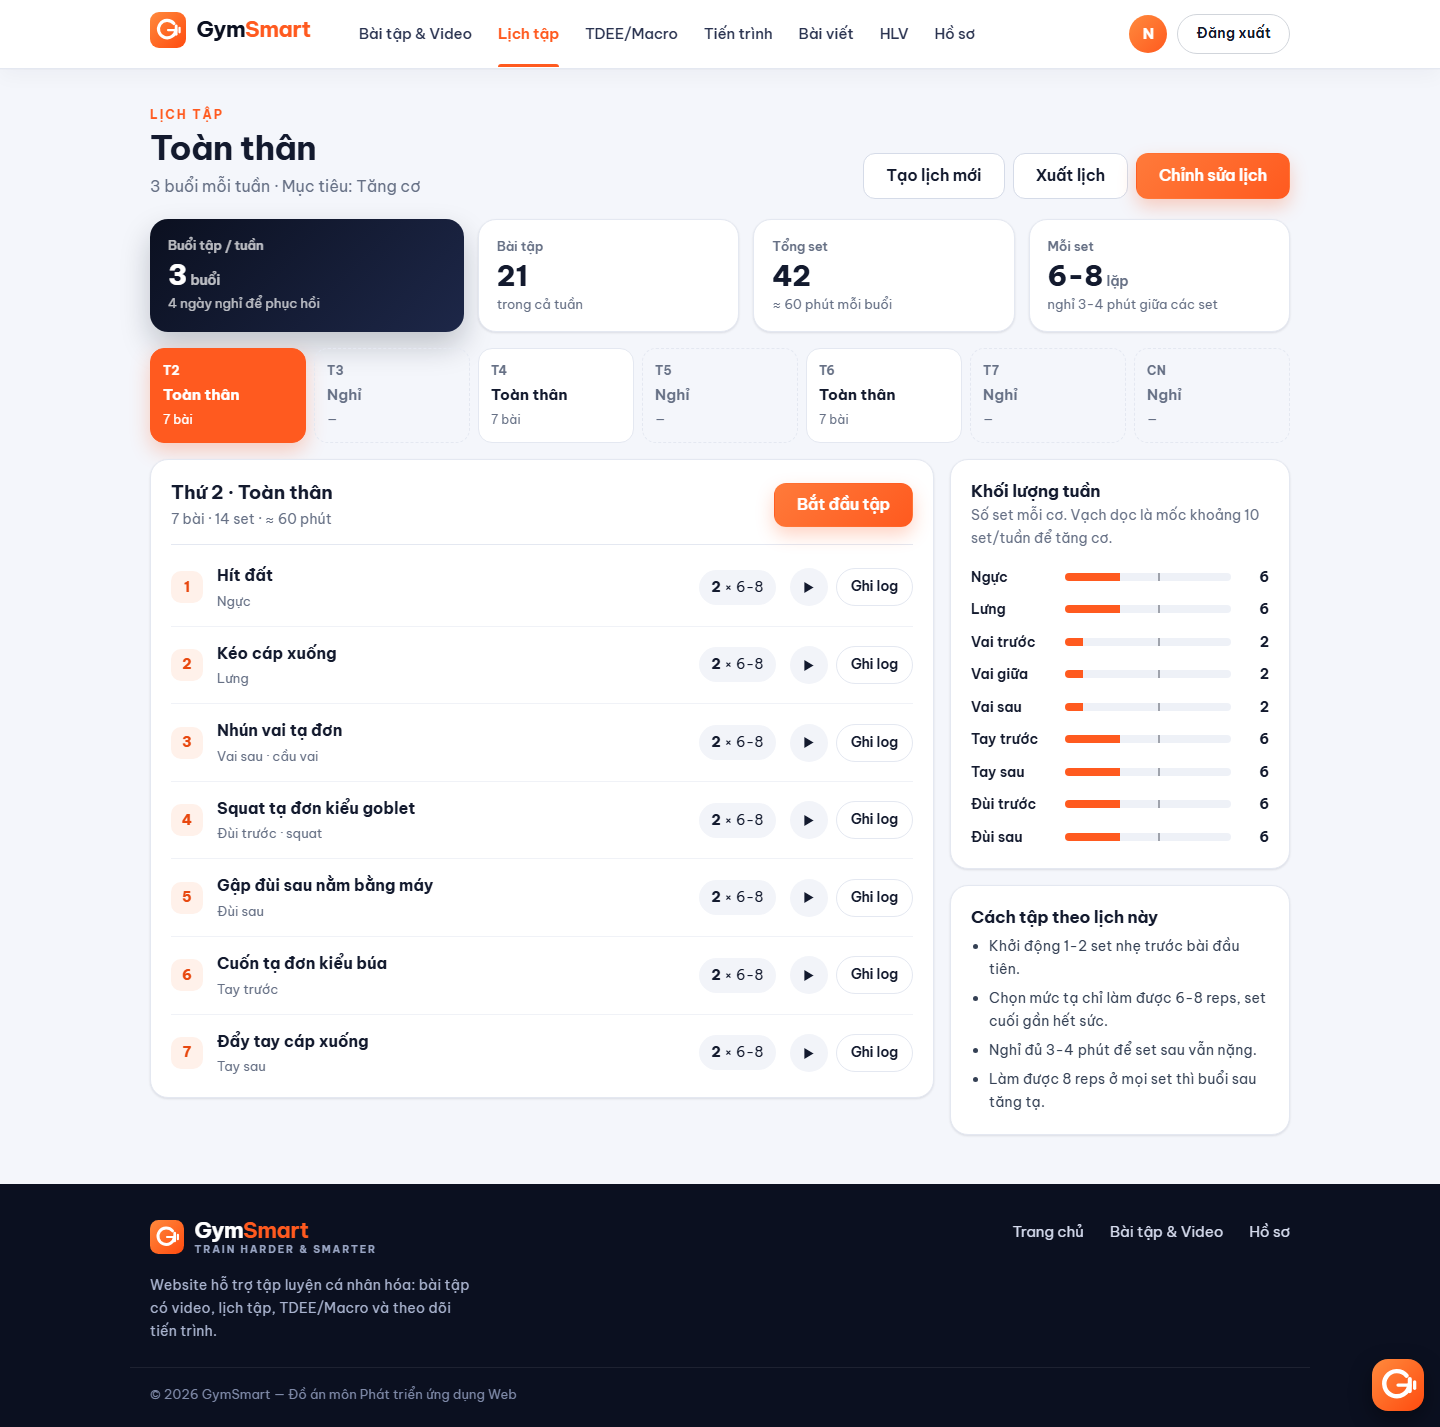 GymSmart
Bài tập & Video
Lịch tập
TDEE/Macro
Tiến trình
Bài viết
HLV
Hồ sơ
N
Đăng xuất
LỊCH TẬP
Toàn thân
3 buổi mỗi tuần · Mục tiêu: Tăng cơ
Tạo lịch mới
Xuất lịch
Chỉnh sửa lịch
Buổi tập / tuần
3 buổi
4 ngày nghỉ để phục hồi
Bài tập
21
trong cả tuần
Tổng set
42
≈ 60 phút mỗi buổi
Mỗi set
6-8 lặp
nghỉ 3-4 phút giữa các set
T2
Toàn thân
7 bài
T3
Nghỉ
—
T4
Toàn thân
7 bài
T5
Nghỉ
—
T6
Toàn thân
7 bài
T7
Nghỉ
—
CN
Nghỉ
—
Thứ 2 · Toàn thân
7 bài · 14 set · ≈ 60 phút
Bắt đầu tập
1
Hít đất
Ngực
2 × 6-8
Ghi log
2
Kéo cáp xuống
Lưng
2 × 6-8
Ghi log
3
Nhún vai tạ đơn
Vai sau · cầu vai
2 × 6-8
Ghi log
4
Squat tạ đơn kiểu goblet
Đùi trước · squat
2 × 6-8
Ghi log
5
Gập đùi sau nằm bằng máy
Đùi sau
2 × 6-8
Ghi log
6
Cuốn tạ đơn kiểu búa
Tay trước
2 × 6-8
Ghi log
7
Đẩy tay cáp xuống
Tay sau
2 × 6-8
Ghi log
Khối lượng tuần
Số set mỗi cơ. Vạch dọc là mốc khoảng 10
set/tuần để tăng cơ.
Ngực 6
Lưng 6
Vai trước 2
Vai giữa 2
Vai sau 2
Tay trước 6
Tay sau 6
Đùi trước 6
Đùi sau 6
Cách tập theo lịch này
• Khởi động 1-2 set nhẹ trước bài đầu
tiên.
• Chọn mức tạ chỉ làm được 6-8 reps, set
cuối gần hết sức.
• Nghỉ đủ 3-4 phút để set sau vẫn nặng.
• Làm được 8 reps ở mọi set thì buổi sau
tăng tạ.
GymSmart
TRAIN HARDER & SMARTER
Website hỗ trợ tập luyện cá nhân hóa: bài tập
có video, lịch tập, TDEE/Macro và theo dõi
tiến trình.
Trang chủ
Bài tập & Video
Hồ sơ
© 2026 GymSmart — Đồ án môn Phát triển ứng dụng Web